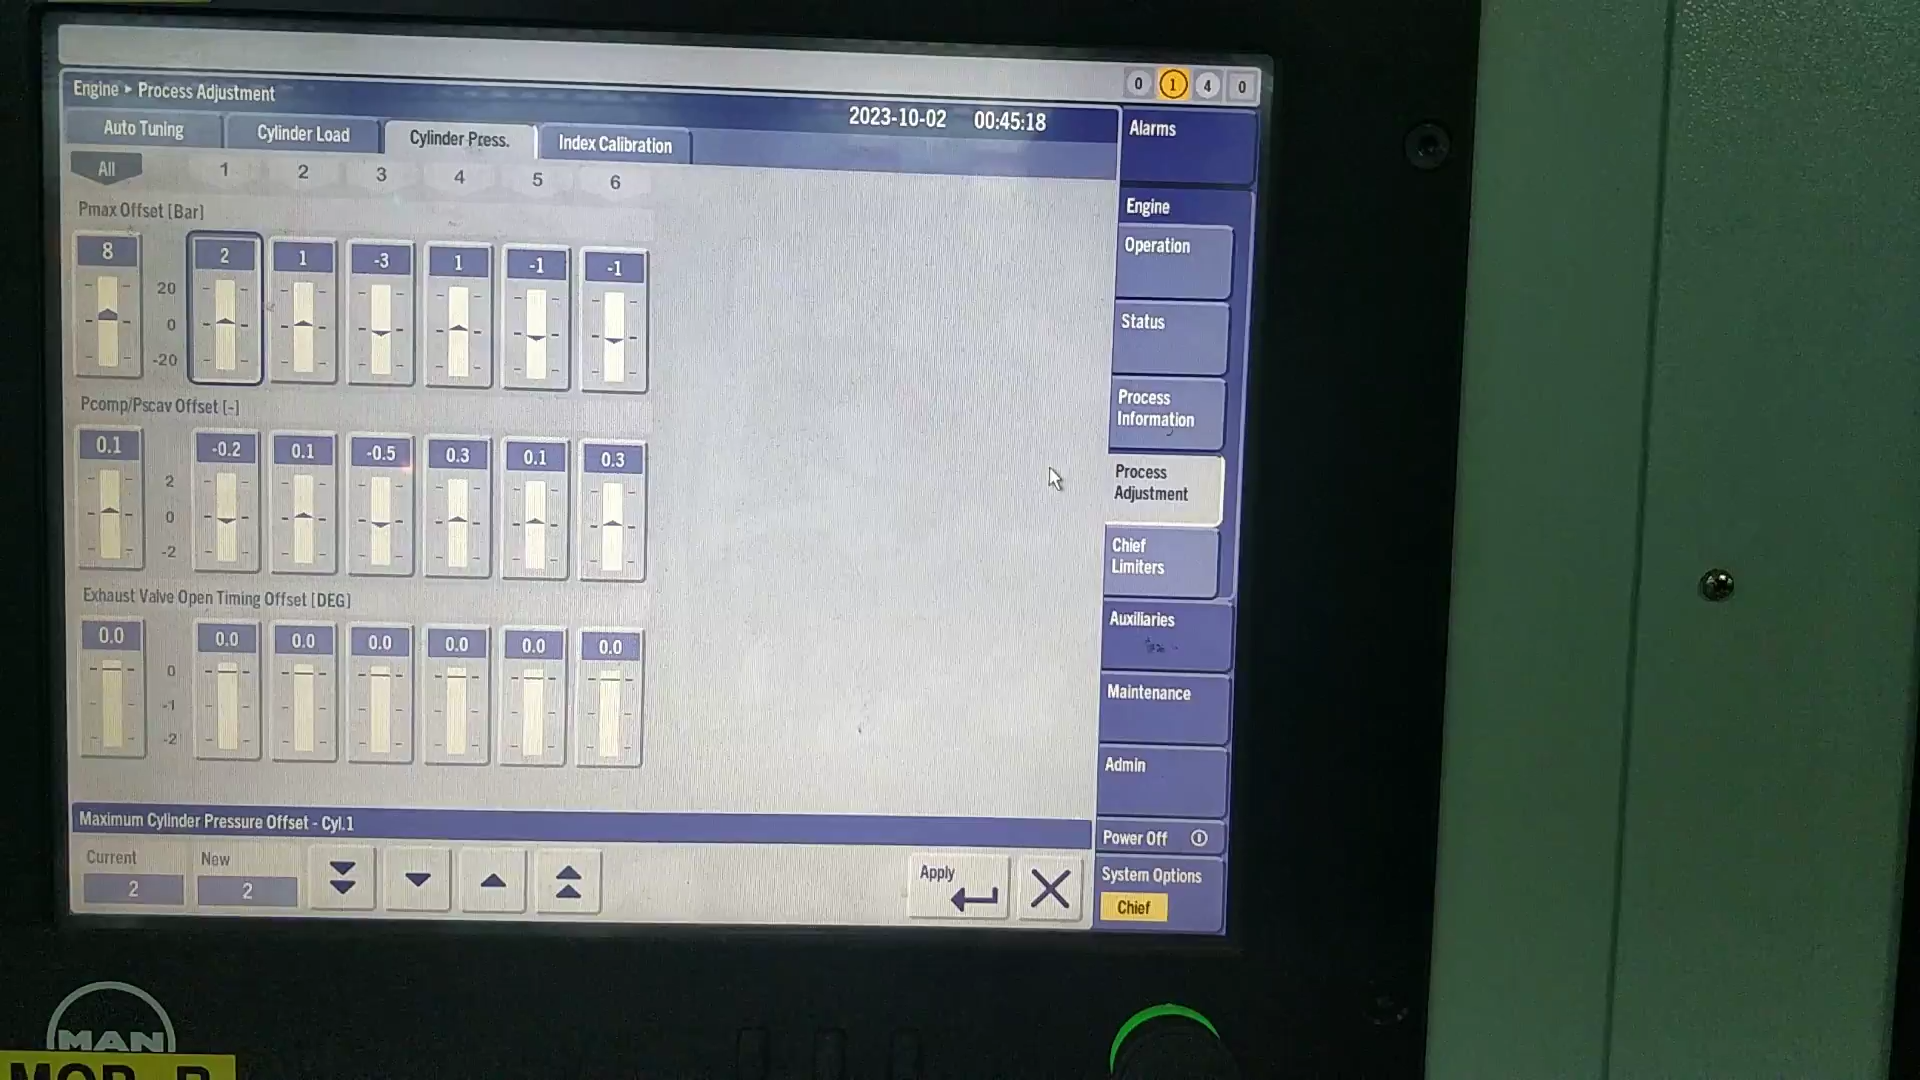 0 1 4 0
Engine ▸ Process Adjustment
2023-10-02 00:45:18
Auto Tuning Cylinder Load Cylinder Press. Index Calibration
All 1 2 3 4 5 6
Pmax Offset [Bar]
8 2 1 -3 1 -1 -1
20
0
-20
Pcomp/Pscav Offset [-]
0.1 -0.2 0.1 -0.5 0.3 0.1 0.3
2
0
-2
Exhaust Valve Open Timing Offset [DEG]
0.0 0.0 0.0 0.0 0.0 0.0 0.0
0
-1
-2
Maximum Cylinder Pressure Offset - Cyl.1
Current New
2 2
Apply
Alarms
Engine
Operation
Status
Process
Information
Process
Adjustment
Chief
Limiters
Auxiliaries
Maintenance
Admin
Power Off
System Options
Chief
MAN
MOP B